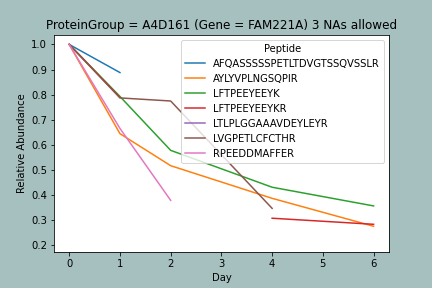 ProteinGroup = A4D161 (Gene = FAM221A) 3 NAs allowed
Peptide
AFQASSSSSPETLTDVGTSSQVSSLR
AYLYVPLNGSQPIR
LFTPEEYEEYK
LFTPEEYEEYKR
LTLPLGGAAAVDEYLEYR
LVGPETLCFCTHR
RPEEDDMAFFER
Relative Abundance
1.0
0.9
0.8
0.7
0.6
0.5
0.4
0.3
0.2
0 1 2 3 4 5 6
Day